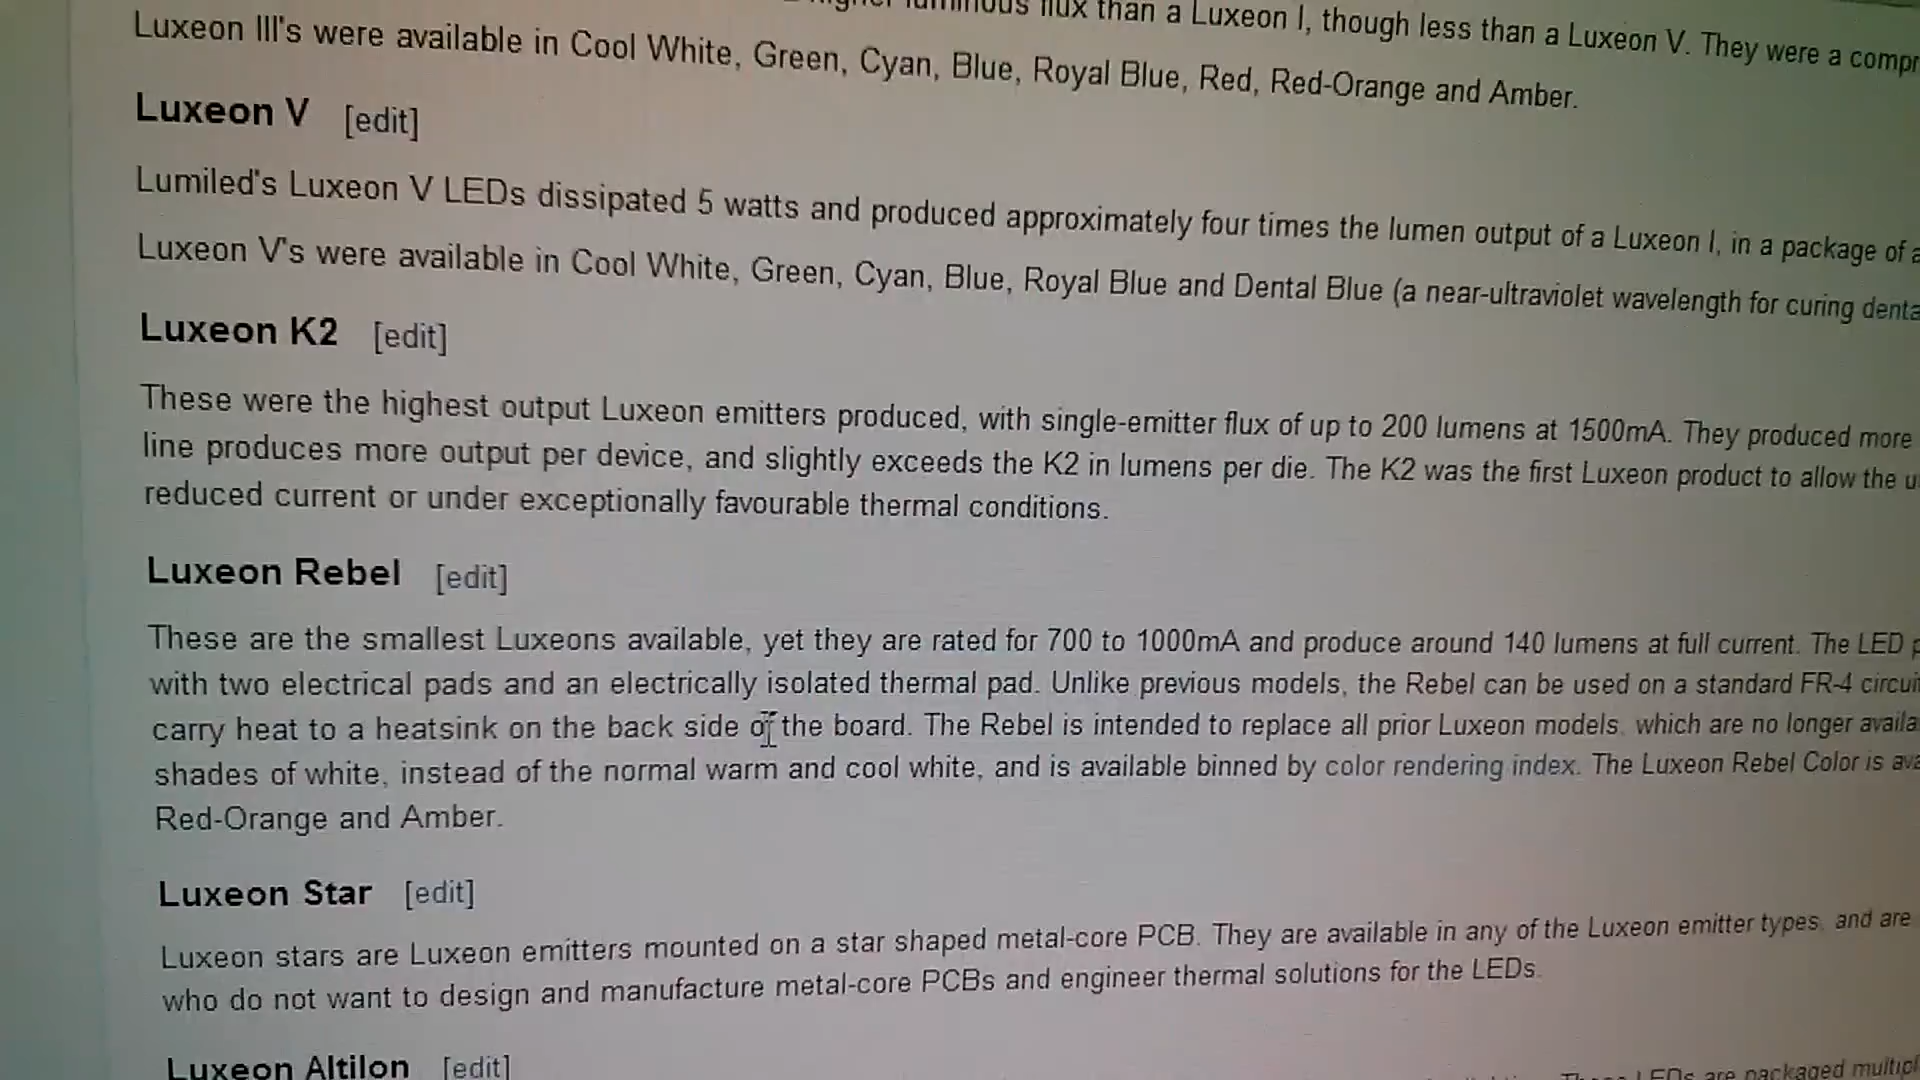 luminous flux than a Luxeon I, though less than a Luxeon V. They were a
Luxeon III's were available in Cool White, Green, Cyan, Blue, Royal Blue, Red, Red-Orange and Amber.
Luxeon V [edit]
Lumiled's Luxeon V LEDs dissipated 5 watts and produced approximately four times the lumen output of a Luxeon I, in a package of
Luxeon V's were available in Cool White, Green, Cyan, Blue, Royal Blue and Dental Blue (a near-ultraviolet wavelength for curing
Luxeon K2 [edit]
These were the highest output Luxeon emitters produced, with single-emitter flux of up to 200 lumens at 1500mA. They produced more
line produces more output per device, and slightly exceeds the K2 in lumens per die. The K2 was the first Luxeon product to allow the
reduced current or under exceptionally favourable thermal conditions.
Luxeon Rebel [edit]
These are the smallest Luxeons available, yet they are rated for 700 to 1000mA and produce around 140 lumens at full current. The LED
with two electrical pads and an electrically isolated thermal pad. Unlike previous models, the Rebel can be used on a standard FR-4
carry heat to a heatsink on the back side of the board. The Rebel is intended to replace all prior Luxeon models, which are no longer
shades of white, instead of the normal warm and cool white, and is available binned by color rendering index. The Luxeon Rebel Color is
Red-Orange and Amber.
Luxeon Star [edit]
Luxeon stars are Luxeon emitters mounted on a star shaped metal-core PCB. They are available in any of the Luxeon emitter types, and are
who do not want to design and manufacture metal-core PCBs and engineer thermal solutions for the LEDs.
Luxeon Altilon [edit]
LEDs are packaged